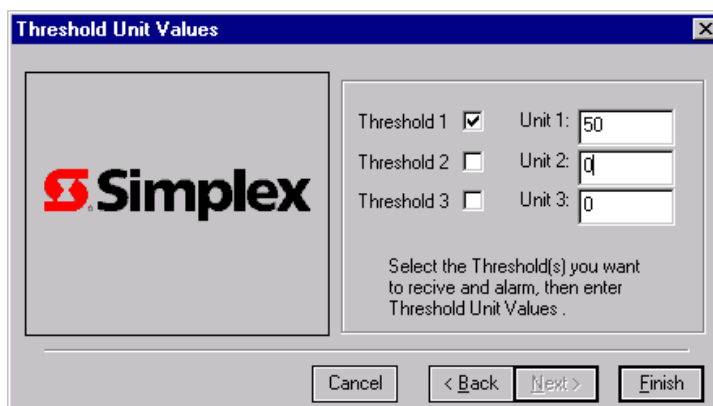 Threshold Unit Values
Simplex
Threshold 1 Unit 1: 50
Threshold 2 Unit 2: 0
Threshold 3 Unit 3: 0
Select the Threshold(s) you want
to recive and alarm, then enter
Threshold Unit Values .
Cancel < Back Next > Finish